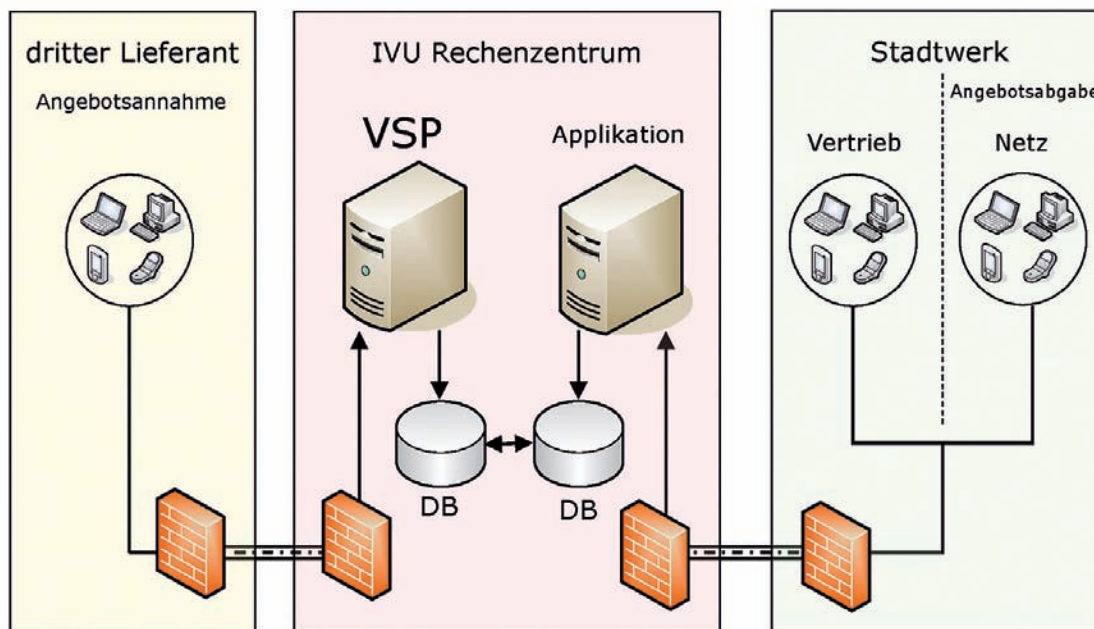 dritter Lieferant
Angebotsannahme
IVU Rechenzentrum
VSP
Applikation
DB
DB
Stadtwerk
Angebotsabgabe
Vertrieb
Netz